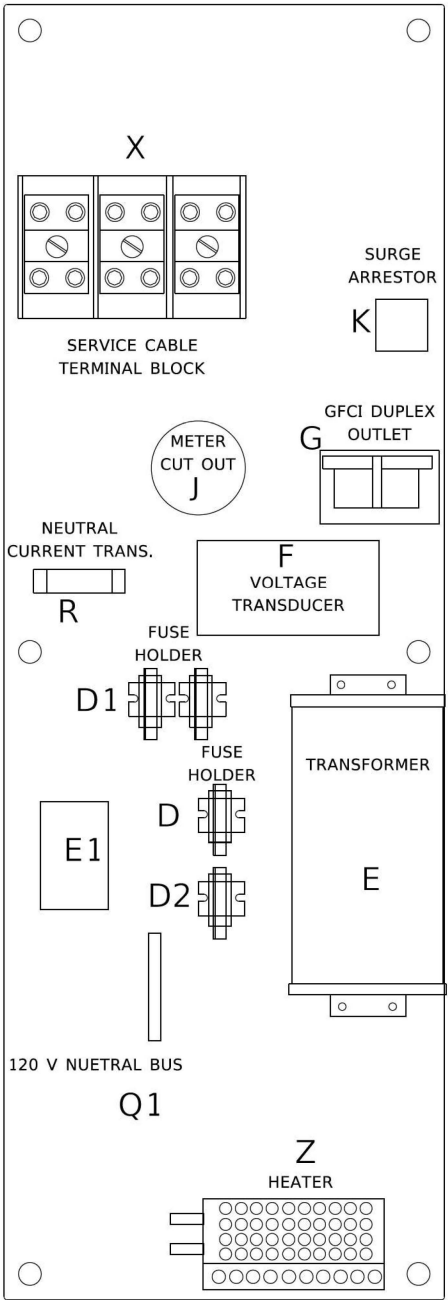 X
SERVICE CABLE
TERMINAL BLOCK
SURGE
ARRESTOR
K
GFCI DUPLEX
OUTLET
G
METER
CUT OUT
J
NEUTRAL
CURRENT TRANS.
R
F
VOLTAGE
TRANSDUCER
FUSE
HOLDER
D1
FUSE
HOLDER
D
TRANSFORMER
E
E1
D2
120 V NUETRAL BUS
Q1
Z
HEATER